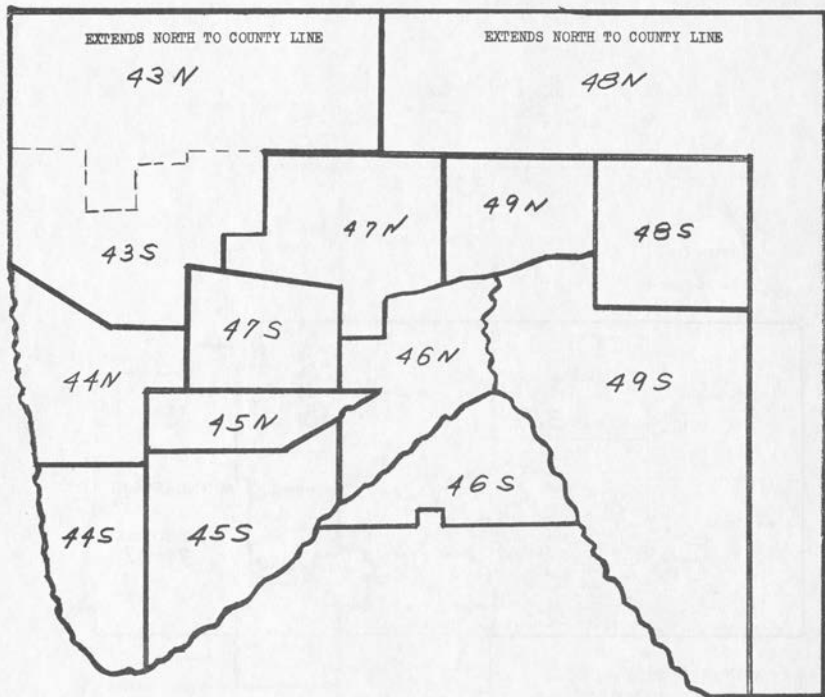 EXTENDS NORTH TO COUNTY LINE
EXTENDS NORTH TO COUNTY LINE
43N
48N
47N
49N
48S
43S
47S
46N
44N
49S
45N
46S
44S
45S